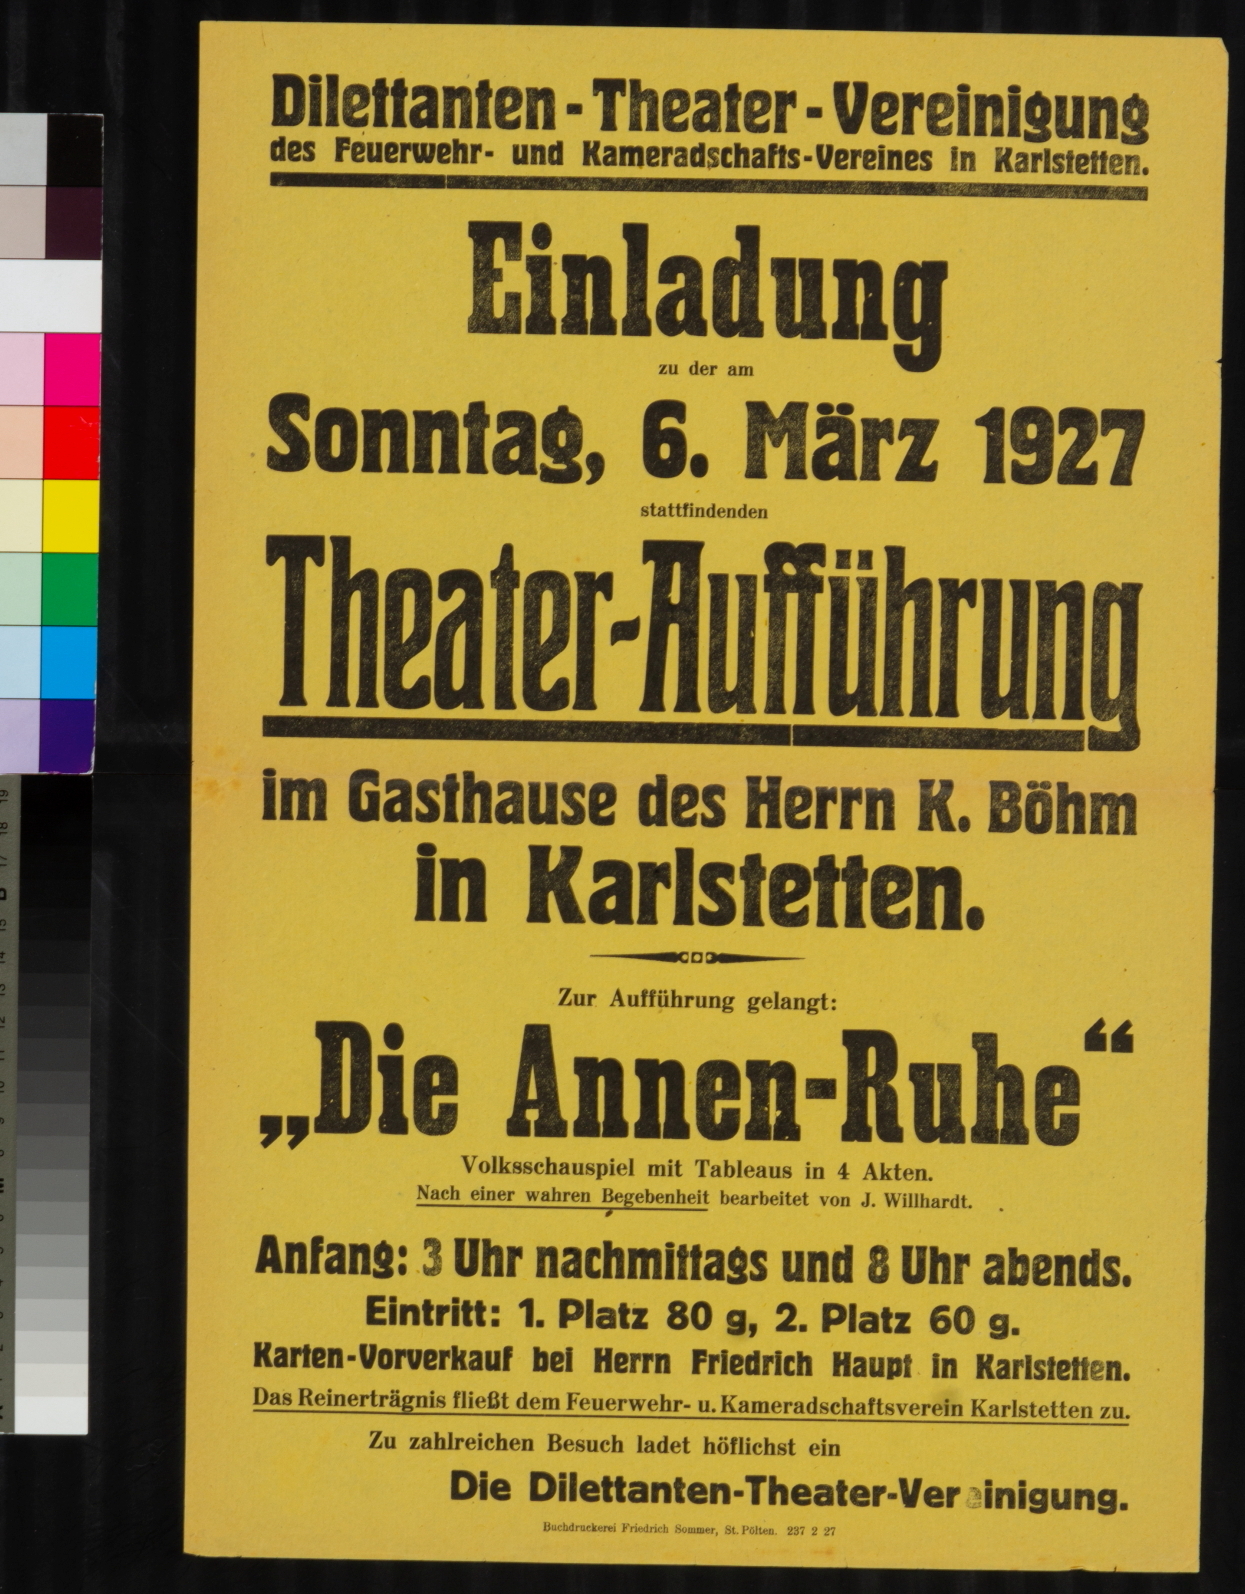 Dilettanten-Theater-Vereinigung
des Feuerwehr- und Kameradschafts-Vereines in Karlstetten.
Einladung
zu der am
Sonntag, 6. März 1927
stattfindenden
Theater-Aufführung
im Gasthause des Herrn K. Böhm
in Karlstetten.
Zur Aufführung gelangt:
„Die Annen-Ruhe“
Volksschauspiel mit Tableaus in 4 Akten.
Nach einer wahren Begebenheit bearbeitet von J. Willhardt.
Anfang: 3 Uhr nachmittags und 8 Uhr abends.
Eintritt: 1. Platz 80 g, 2. Platz 60 g.
Karten-Vorverkauf bei Herrn Friedrich Haupt in Karlstetten.
Das Reinerträgnis fließt dem Feuerwehr- u. Kameradschaftsverein Karlstetten zu.
Zu zahlreichen Besuch ladet höflichst ein
Die Dilettanten-Theater-Vereinigung.
Buchdruckerei Friedrich Sommer, St. Pölten. 237 2 27